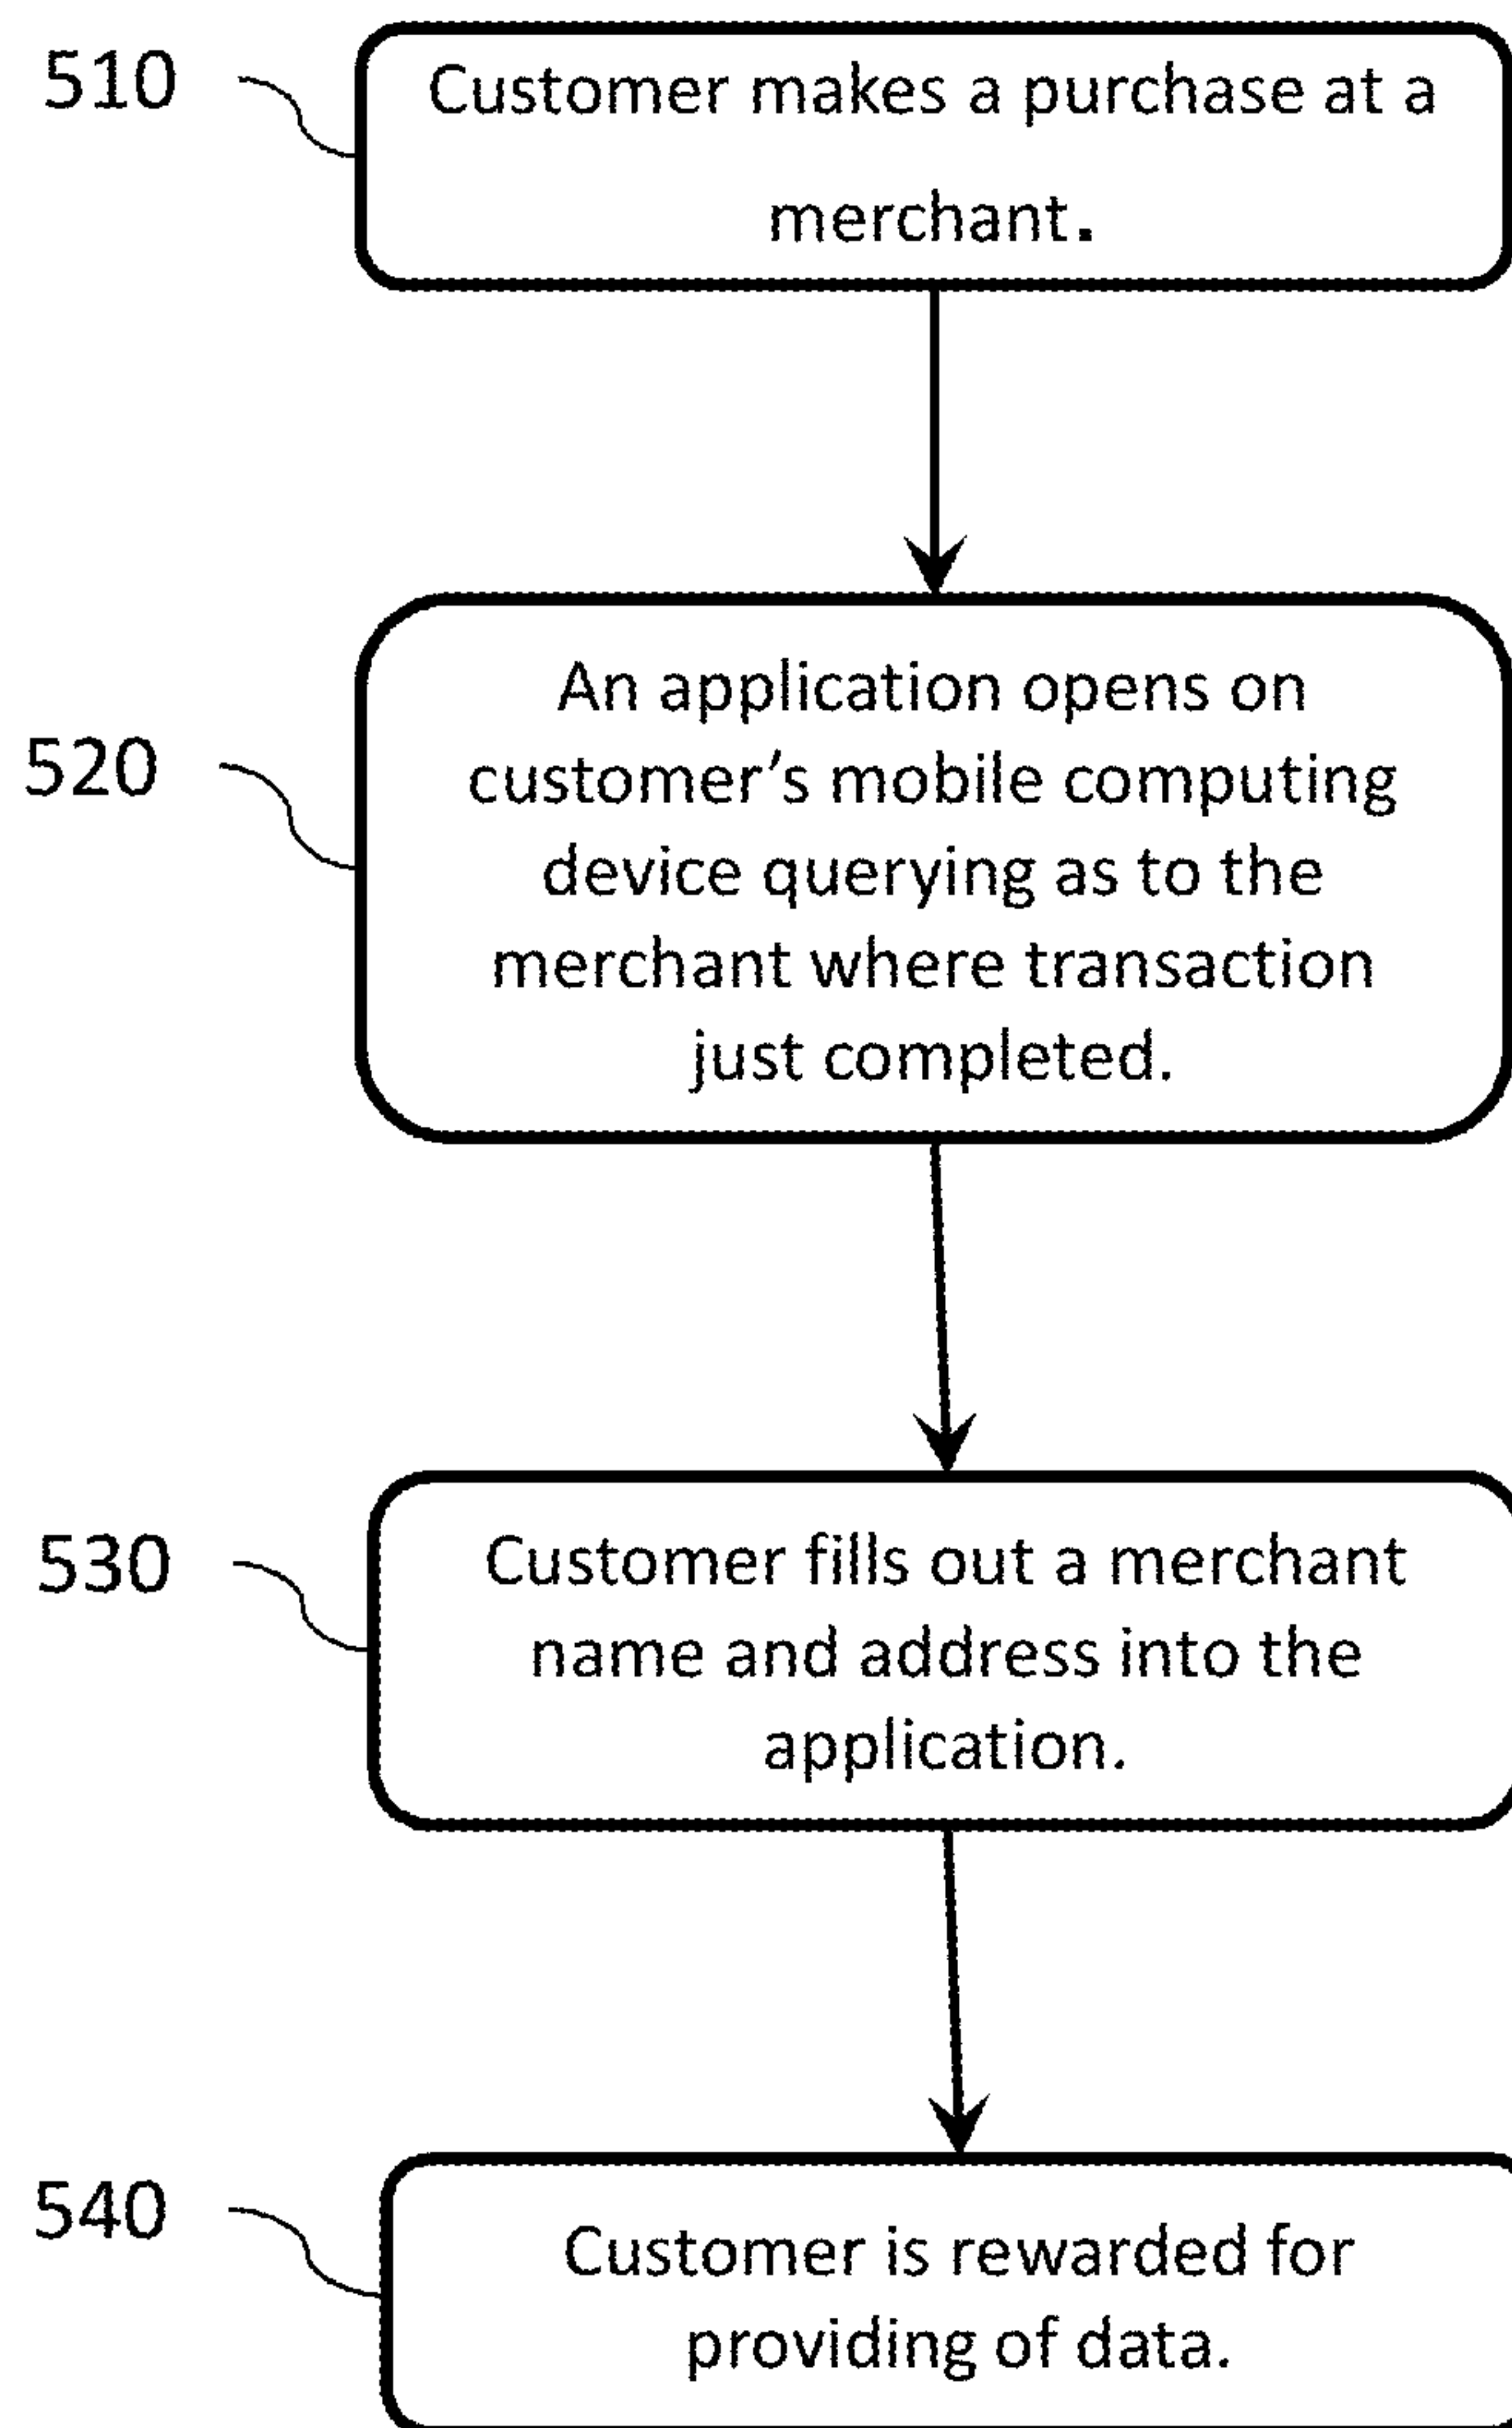 510
Customer makes a purchase at a
merchant.
520
An application opens on
customer's mobile computing
device querying as to the
merchant where transaction
just completed.
530
Customer fills out a merchant
name and address into the
application.
540
Customer is rewarded for
providing of data.